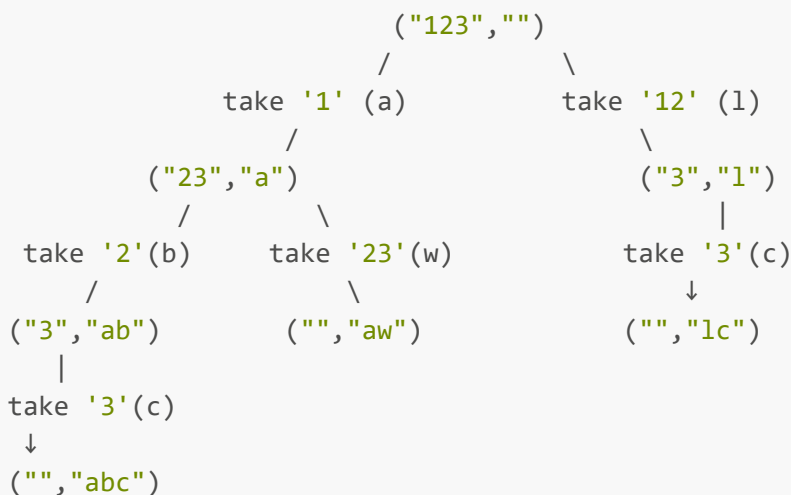 ("123","")
/ \
take '1' (a) take '12' (l)
/ \
("23","a") ("3","l")
/ \ |
take '2'(b) take '23'(w) take '3'(c)
/ \ ↓
("3","ab") ("","aw") ("","lc")
|
take '3'(c)
↓
("","abc")